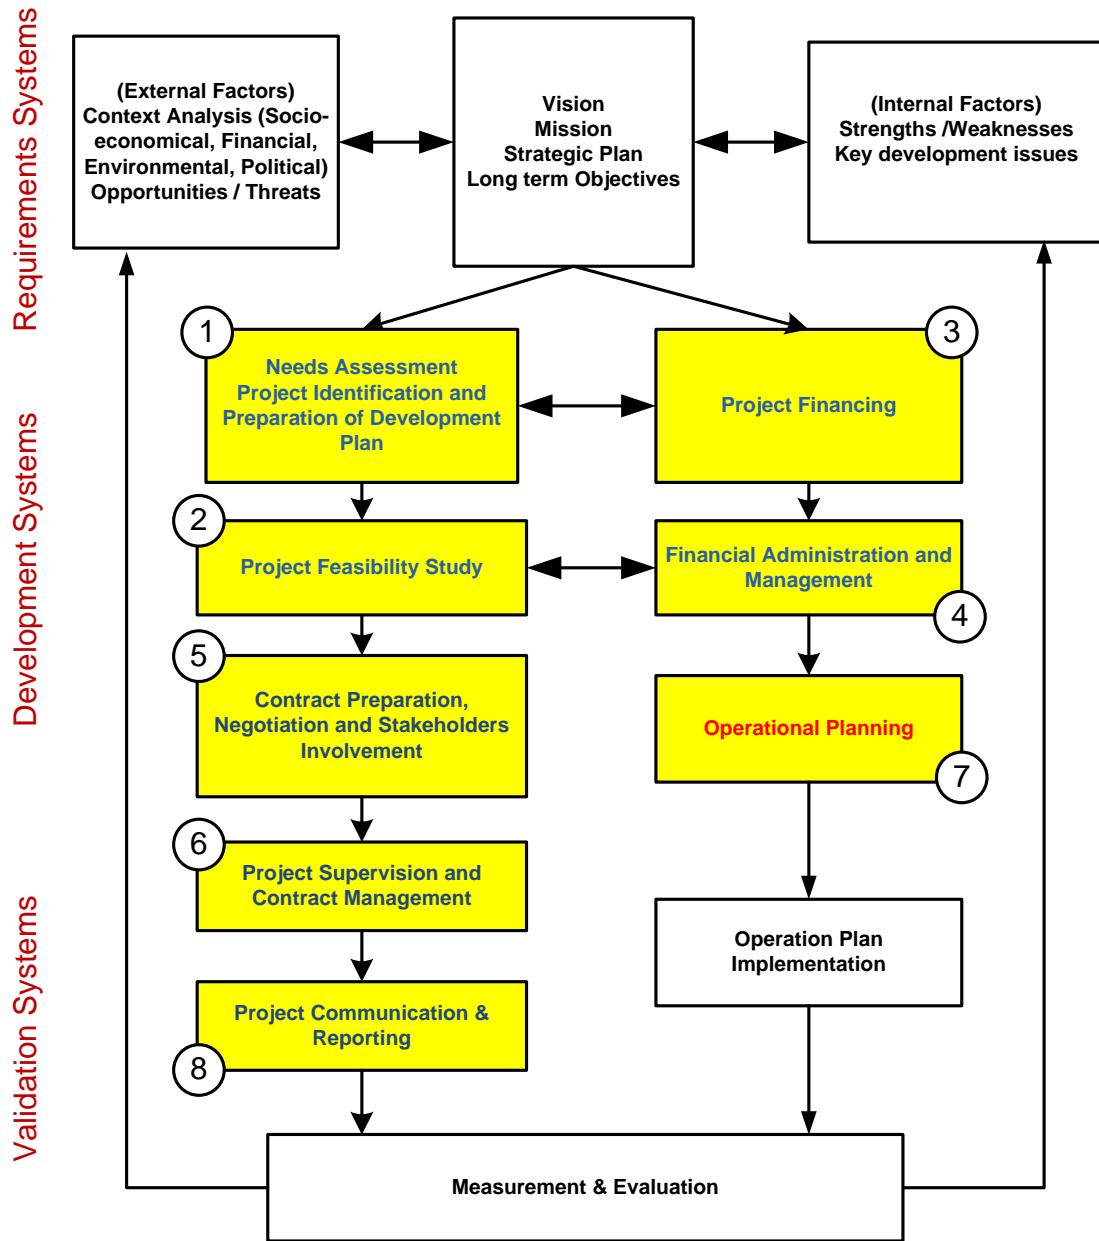 Requirements Systems
(External Factors)
Context Analysis (Socio-
economical, Financial,
Environmental, Political)
Opportunities / Threats
Vision
Mission
Strategic Plan
Long term Objectives
(Internal Factors)
Strengths /Weaknesses
Key development issues
1
Needs Assessment
Project Identification and
Preparation of Development
Plan
3
Project Financing
Development Systems
2
Project Feasibility Study
Financial Administration and
Management
4
5
Contract Preparation,
Negotiation and Stakeholders
Involvement
Operational Planning
7
6
Project Supervision and
Contract Management
Validation Systems
Operation Plan
Implementation
Project Communication &
Reporting
8
Measurement & Evaluation